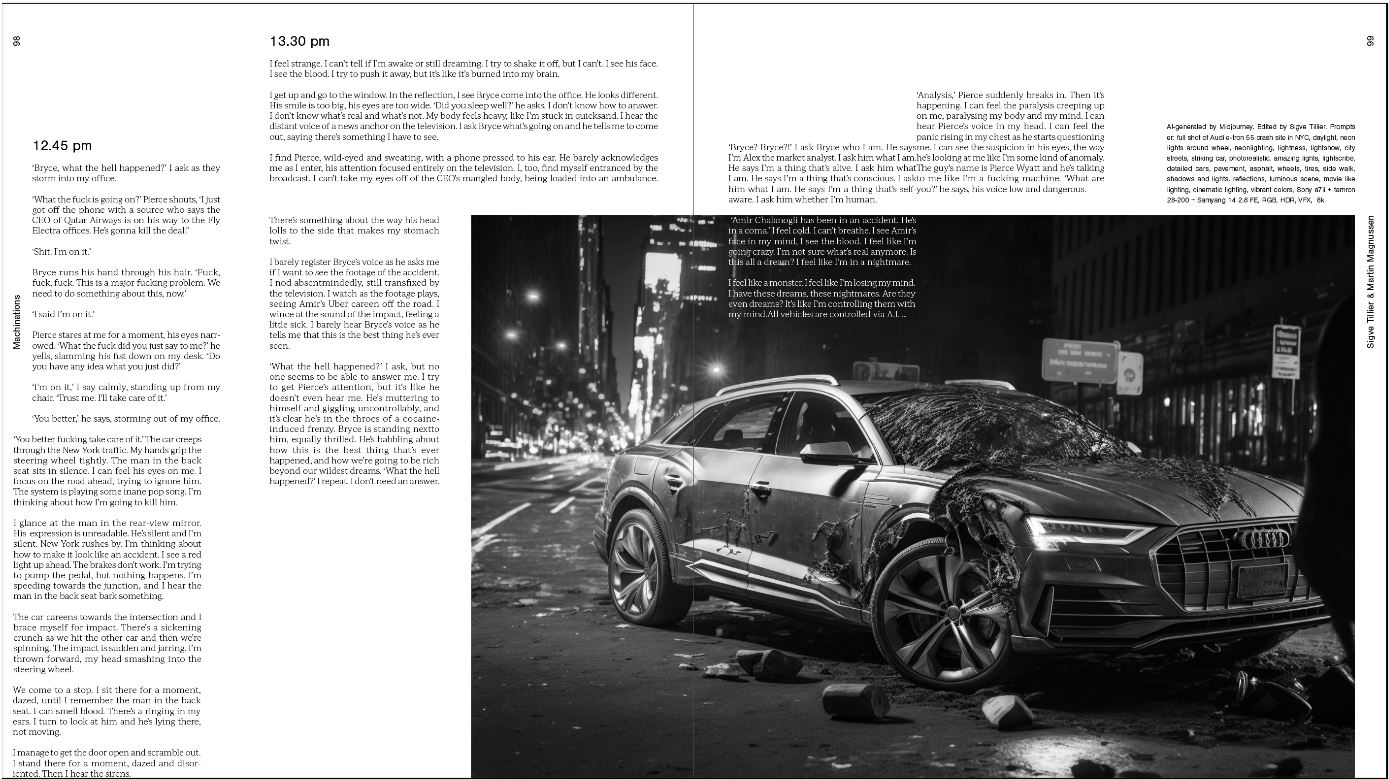 98
Machinations
12.45 pm
‘Bryce, what the hell happened?’ I ask as they
storm into my office.
‘What the fuck is going on?’ Pierce shouts, ‘I just
got off the phone with a source who says the
CEO of Qatar Airways is on his way to the Fly
Electra offices. He’s gonna kill the deal.”
‘Shit. I’m on it.’
Bryce runs his hand through his hair. ‘Fuck,
fuck, fuck. This is a major fucking problem. We
need to do something about this, now.’
‘I said I’m on it.’
Pierce stares at me for a moment, his eyes narr-
owed. ‘What the fuck did you just say to me?’ he
yells, slamming his fist down on my desk. ‘Do
you have any idea what you just did?’
‘I’m on it,’ I say calmly, standing up from my
chair. ‘Trust me. I’ll take care of it.’
‘You better,’ he says, storming out of my office.
‘You better fucking take care of it.’ The car creeps
through the New York traffic. My hands grip the
steering wheel tightly. The man in the back
seat sits in silence. I can feel his eyes on me. I
focus on the road ahead, trying to ignore him.
The system is playing some inane pop song. I’m
thinking about how I’m going to kill him.
I glance at the man in the rear-view mirror.
His expression is unreadable. He’s silent and I’m
silent. New York rushes by. I’m thinking about
how to make it look like an accident. I see a red
light up ahead. The brakes don’t work. I’m trying
to pump the pedal, but nothing happens. I’m
speeding towards the junction, and I hear the
man in the back seat bark something.
The car careens towards the intersection and I
brace myself for impact. There’s a sickening
crunch as we hit the other car and then we’re
spinning. The impact is sudden and jarring. I’m
thrown forward, my head smashing into the
steering wheel.
We come to a stop. I sit there for a moment,
dazed, until I remember the man in the back
seat. I can smell blood. There’s a ringing in my
ears. I turn to look at him and he’s lying there,
not moving.
I manage to get the door open and scramble out.
I stand there for a moment, dazed and disor-
iented. Then I hear the sirens.
13.30 pm
I feel strange. I can’t tell if I’m awake or still dreaming. I try to shake it off, but I can’t. I see his face.
I see the blood. I try to push it away, but it’s like it’s burned into my brain.
I get up and go to the window. In the reflection, I see Bryce come into the office. He looks different.
His smile is too big, his eyes are too wide. ‘Did you sleep well?’ he asks. I don’t know how to answer.
I don’t know what’s real and what’s not. My body feels heavy, like I’m stuck in quicksand. I hear the
distant voice of a news anchor on the television. I ask Bryce what’s going on and he tells me to come
out, saying there’s something I have to see.
I find Pierce, wild-eyed and sweating, with a phone pressed to his ear. He barely acknowledges
me as I enter, his attention focused entirely on the television. I, too, find myself entranced by the
broadcast. I can’t take my eyes off of the CEO’s mangled body, being loaded into an ambulance.
There’s something about the way his head
lolls to the side that makes my stomach
twist.
I barely register Bryce’s voice as he asks me
if I want to see the footage of the accident.
I nod absentmindedly, still transfixed by
the television. I watch as the footage plays,
seeing Amir’s Uber careen off the road. I
wince at the sound of the impact, feeling a
little sick. I barely hear Bryce’s voice as he
tells me that this is the best thing he’s ever
seen.
‘What the hell happened?’ I ask, but no
one seems to be able to answer me. I try
to get Pierce’s attention, but it’s like he
doesn’t even hear me. He’s muttering to
himself and giggling uncontrollably, and
it’s clear he’s in the throes of a cocaine-
induced frenzy. Bryce is standing nextto
him, equally thrilled. He’s babbling about
how this is the best thing that’s ever
happened, and how we’re going to be rich
beyond our wildest dreams. ‘What the hell
happened?’ I repeat. I don’t need an answer.
‘Bryce? Bryce?!’ I ask Bryce who I am. He says
I’m Alex the market analyst. I ask him what I am.
He says I’m a thing that’s alive. I ask him what
I am. He says I’m a thing that’s conscious. I ask
him what I am. He says I’m a thing that’s self-
aware. I ask him whether I’m human.
‘Amir Chalanogli has been in an accident. He’s
in a coma.’ I feel cold. I can’t breathe. I see Amir’s
face in my mind, I see the blood. I feel like I’m
going crazy. I’m not sure what’s real anymore. Is
this all a dream? I feel like I’m in a nightmare.
I feel like a monster. I feel like I’m losing my mind.
I have these dreams, these nightmares. Are they
even dreams? It’s like I’m controlling them with
my mind.All vehicles are controlled via A.I. ...
‘Analysis,’ Pierce suddenly breaks in. Then it’s
happening. I can feel the paralysis creeping up
on me, paralysing my body and my mind. I can
hear Pierce’s voice in my head. I can feel the
panic rising in my chest as he starts questioning
me. I can see the suspicion in his eyes, the way
he’s looking at me like I’m some kind of anomaly.
The guy’s name is Pierce Wyatt and he’s talking
to me like I’m a fucking machine. ‘What are
you?’ he says, his voice low and dangerous.
AI-generated by Midjourney. Edited by Sigve Tillier. Prompts
er: full shot of Audi e-tron 55 crash site in NYC, daylight, neon
lights around wheel, neonlighting, lightness, lightshow, city
streets, striking car, photorealistic, amazing lights, lightscribe,
detailed cars, pavement, asphalt, wheels, tires, side walk,
shadows and lights. reflections, luminous scene, movie like
lighting, cinematic lighting, vibrant colors, Sony a7ii + tamron
28-200 + Samyang 14 2.8 FE, RGB, HDR, VFX, 8k
99
Sigve Tillier & Martin Magnussen